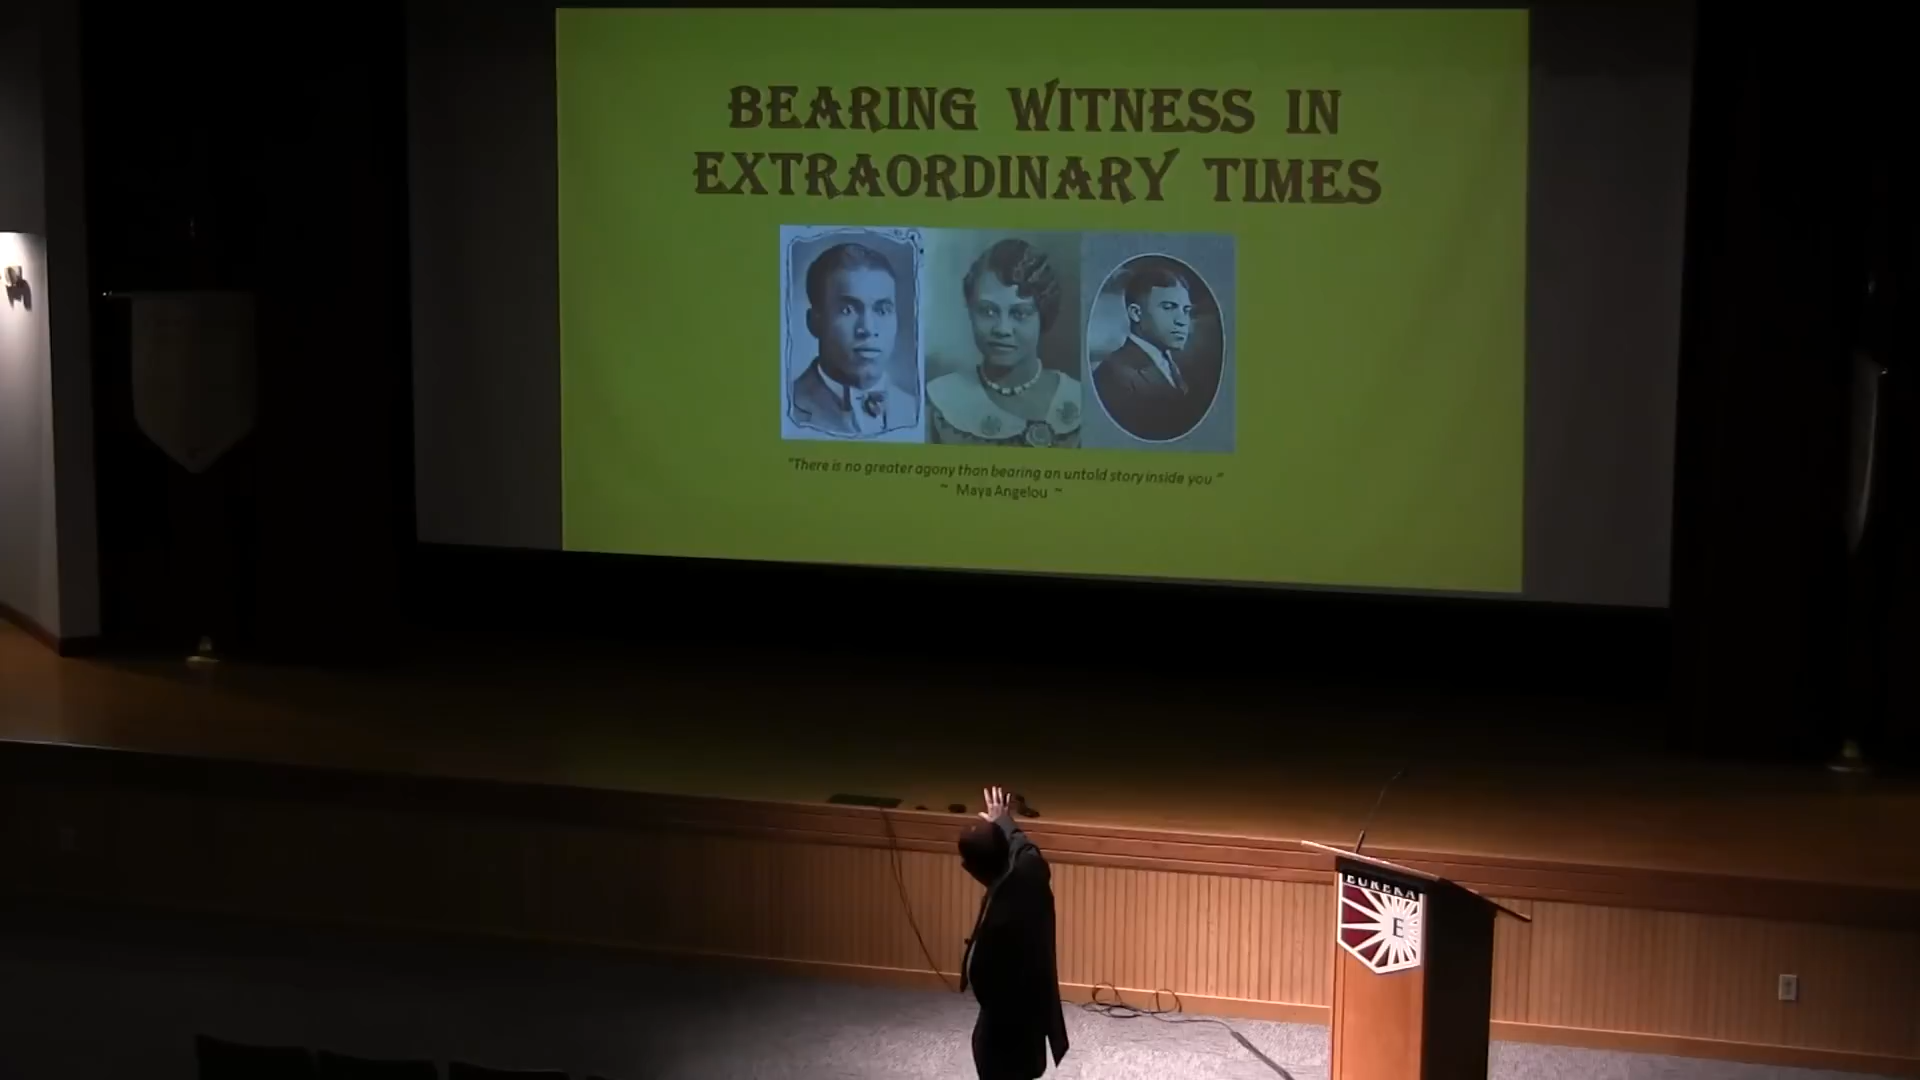 BEARING WITNESS IN
EXTRAORDINARY TIMES
"There is no greater agony than bearing an untold story inside you"
~ Maya Angelou ~
EUREKA
E